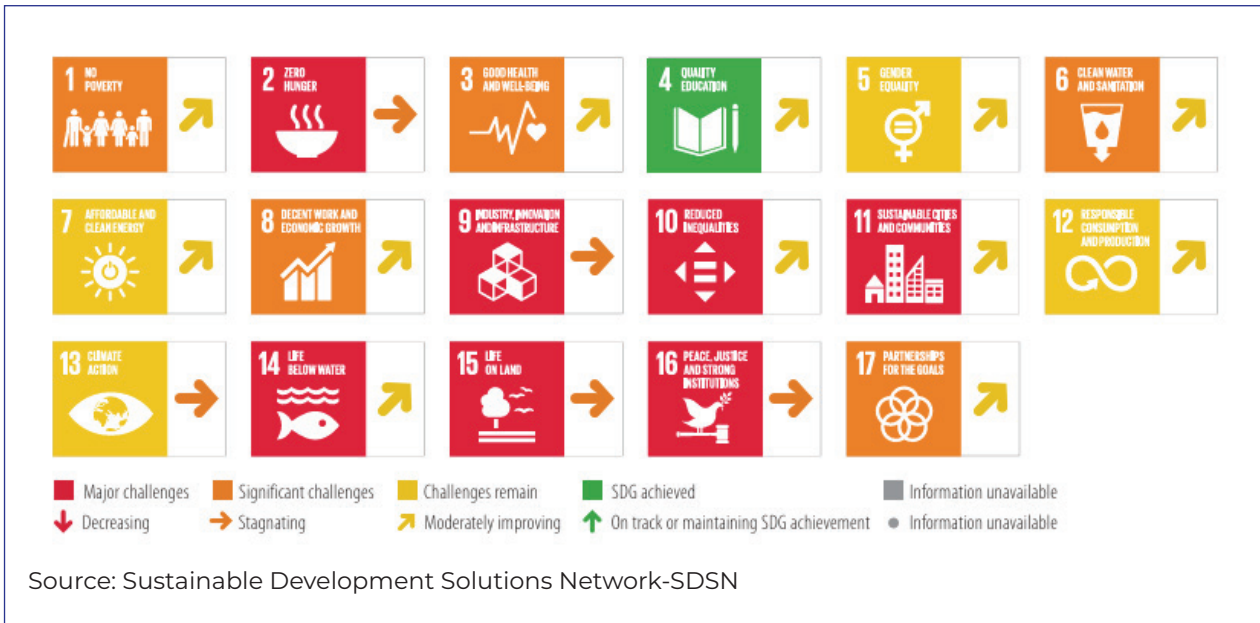 1 NO
POVERTY
2 ZERO
HUNGER
3 GOOD HEALTH
AND WELL-BEING
4 QUALITY
EDUCATION
5 GENDER
EQUALITY
6 CLEAN WATER
AND SANITATION
7 AFFORDABLE AND
CLEAN ENERGY
8 DECENT WORK AND
ECONOMIC GROWTH
9 INDUSTRY, INNOVATION
AND INFRASTRUCTURE
10 REDUCED
INEQUALITIES
11 SUSTAINABLE CITIES
AND COMMUNITIES
12 RESPONSIBLE
CONSUMPTION
AND PRODUCTION
13 CLIMATE
ACTION
14 LIFE
BELOW WATER
15 LIFE
ON LAND
16 PEACE, JUSTICE
AND STRONG
INSTITUTIONS
17 PARTNERSHIPS
FOR THE GOALS
Major challenges Significant challenges Challenges remain SDG achieved Information unavailable
Decreasing Stagnating Moderately improving On track or maintaining SDG achievement Information unavailable
Source: Sustainable Development Solutions Network-SDSN